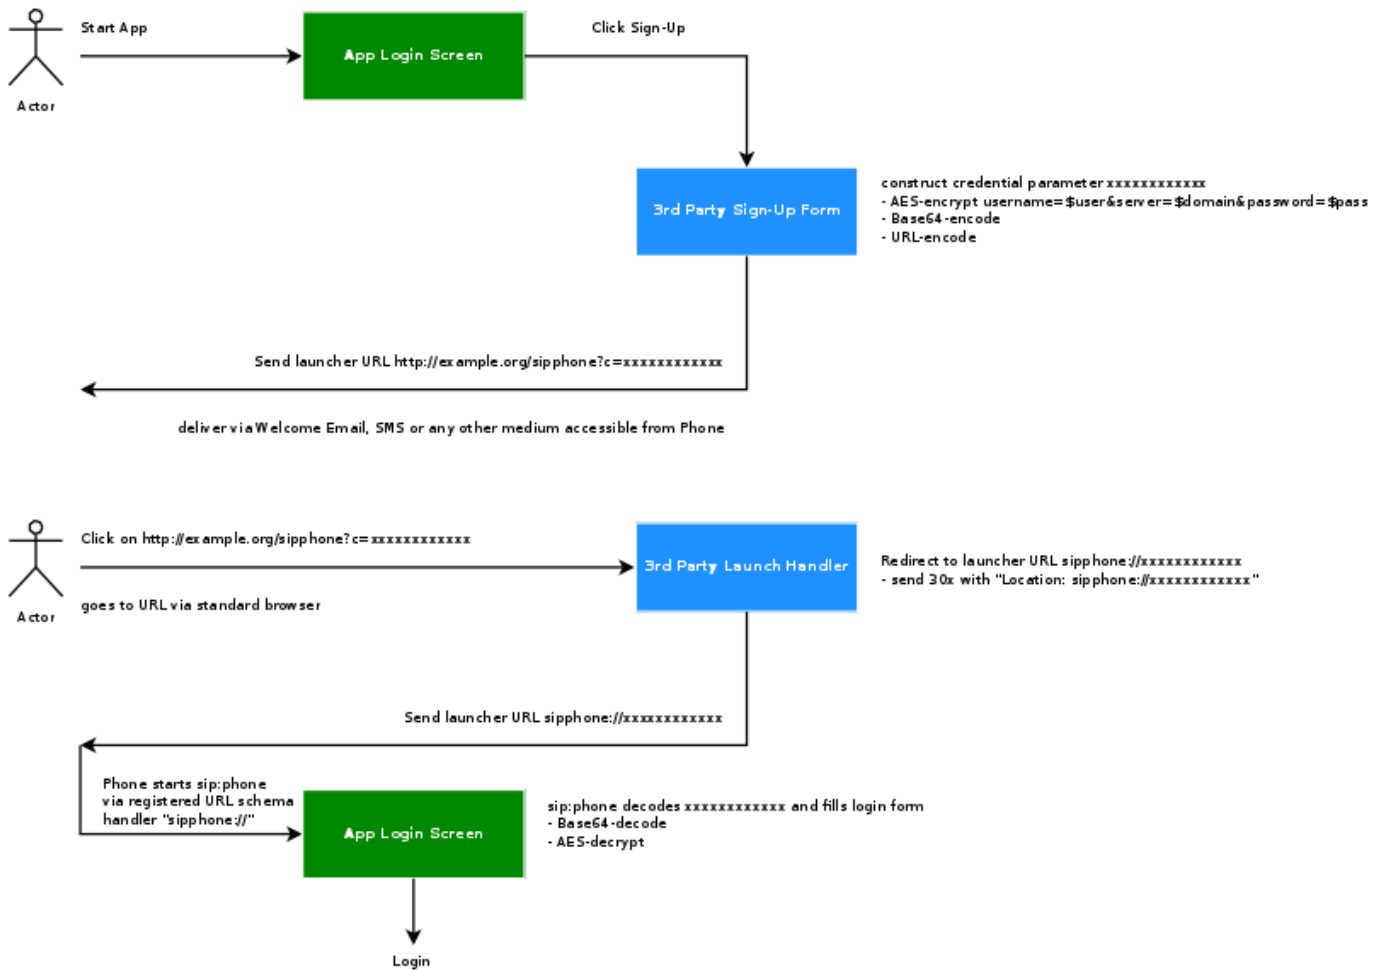 Start App
Click Sign-Up
App Login Screen
Actor
3rd Party Sign-Up Form
construct credential parameter xxxxxxxxxxxx
- AES-encrypt username=$user&server=$domain&password=$pass
- Base64-encode
- URL-encode
Send launcher URL http://example.org/sipphone?c=xxxxxxxxxxxx
deliver via Welcome Email, SMS or any other medium accessible from Phone
Click on http://example.org/sipphone?c=xxxxxxxxxxxx
3rd Party Launch Handler
Redirect to launcher URL sipphone://xxxxxxxxxxxx
- send 30x with "Location: sipphone://xxxxxxxxxxxx"
goes to URL via standard browser
Actor
Send launcher URL sipphone://xxxxxxxxxxxx
Phone starts sip:phone
via registered URL schema
handler "sipphone://"
App Login Screen
sip:phone decodes xxxxxxxxxxxx and fills login form
- Base64-decode
- AES-decrypt
Login